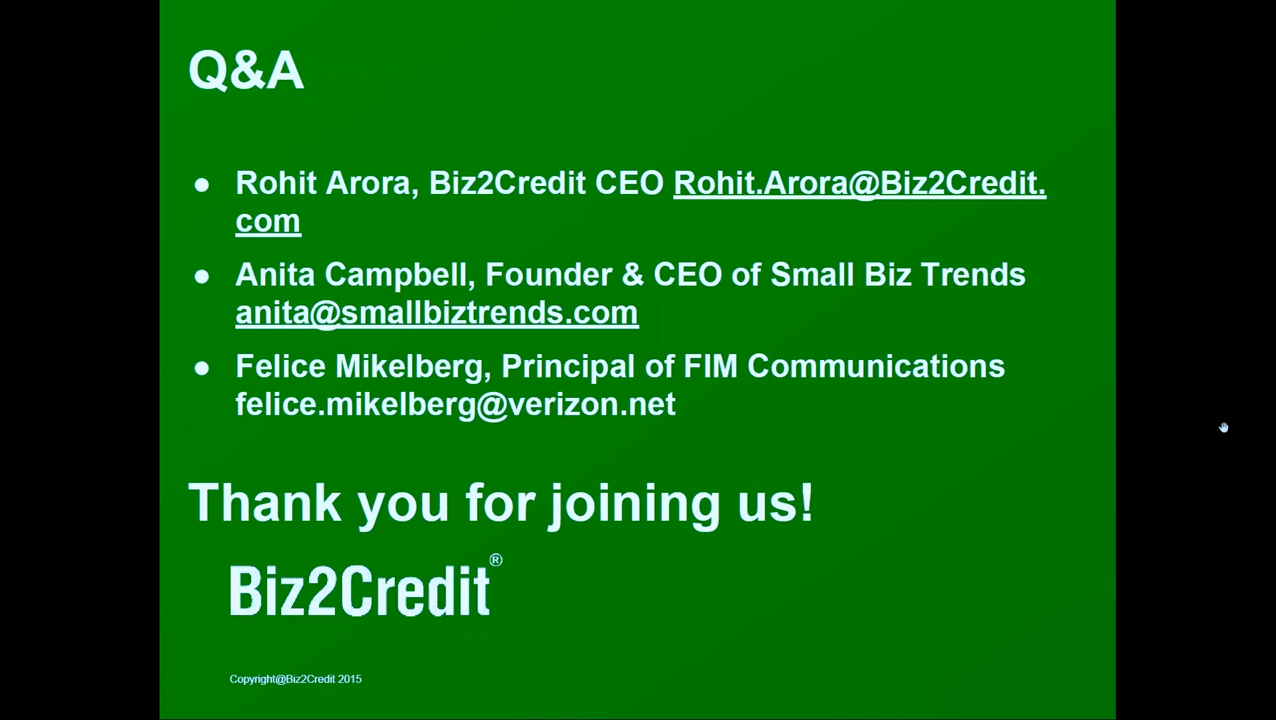 Q&A
● Rohit Arora, Biz2Credit CEO Rohit.Arora@Biz2Credit.
com
● Anita Campbell, Founder & CEO of Small Biz Trends
anita@smallbiztrends.com
● Felice Mikelberg, Principal of FIM Communications
felice.mikelberg@verizon.net
Thank you for joining us!
Biz2Credit®
Copyright@Biz2Credit 2015